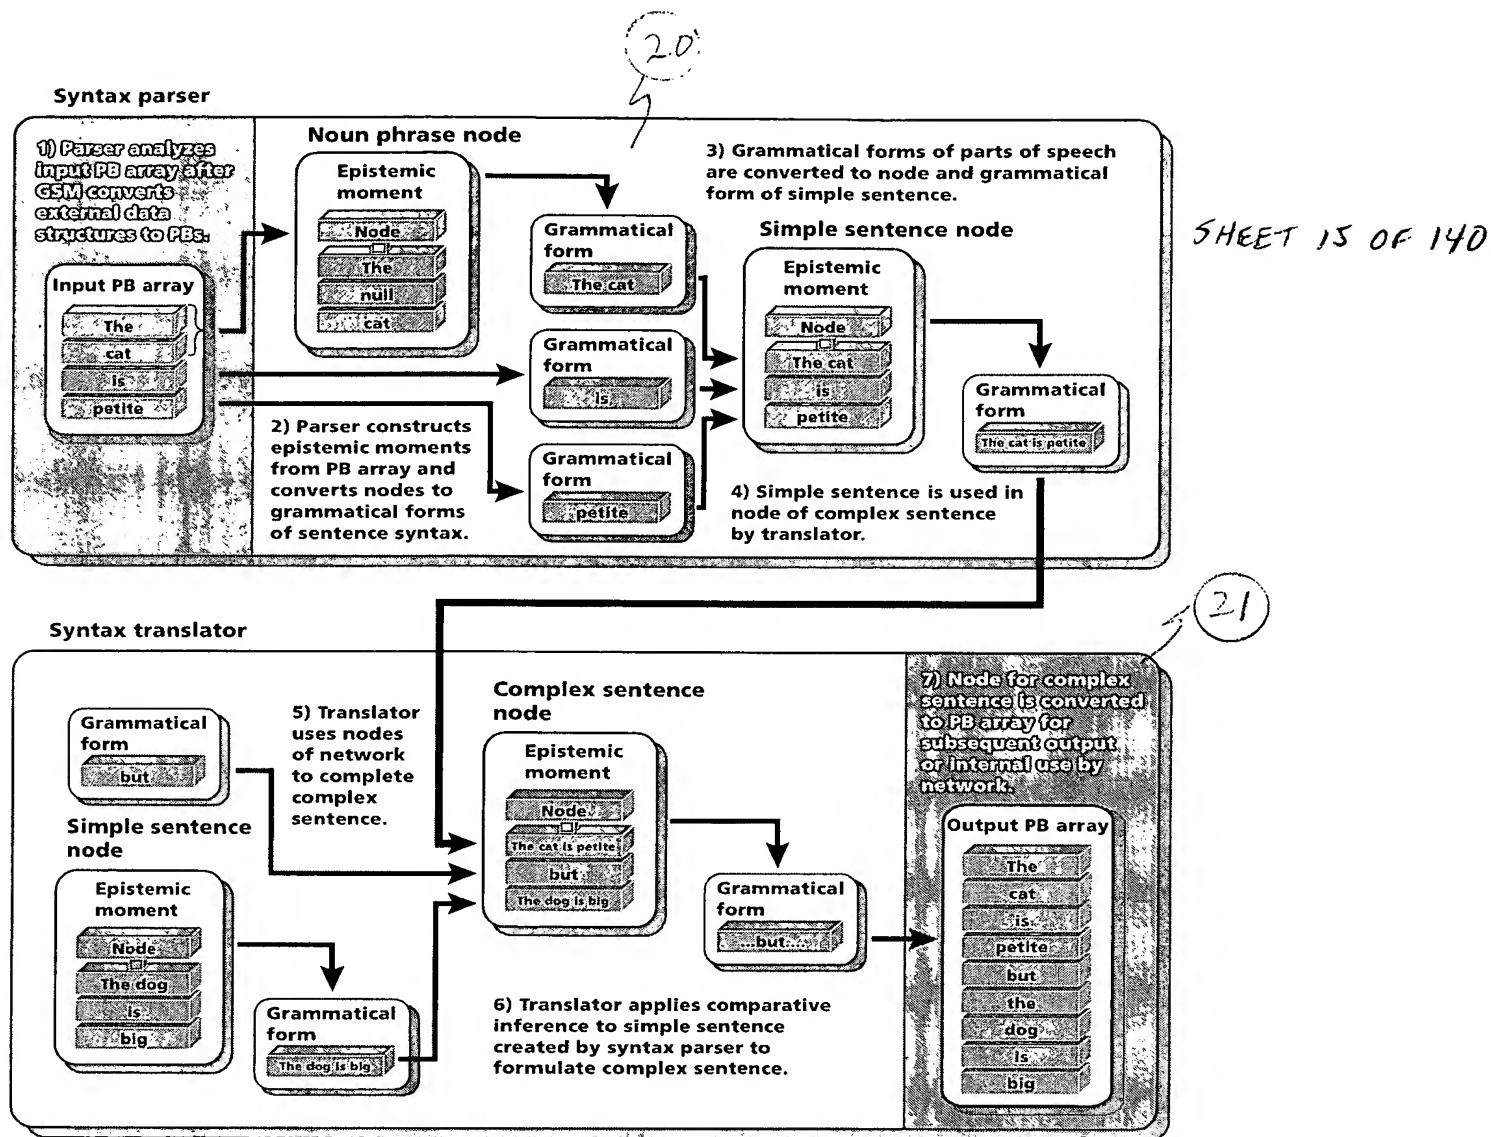 20
Syntax parser
1) Parser analyzes
input PB array after
GSM converts
external data
structures to PBs.
Input PB array
The
cat
is
petite
Noun phrase node
Epistemic
moment
Node
The
null
cat
2) Parser constructs
epistemic moments
from PB array and
converts nodes to
grammatical forms
of sentence syntax.
Grammatical
form
The cat
Grammatical
form
is
Grammatical
form
petite
3) Grammatical forms of parts of speech
are converted to node and grammatical
form of simple sentence.
Simple sentence node
Epistemic
moment
Node
The cat
is
petite
Grammatical
form
The cat is petite
4) Simple sentence is used in
node of complex sentence
by translator.
SHEET 15 OF 140
21
Syntax translator
Grammatical
form
but
Simple sentence
node
Epistemic
moment
Node
The dog
is
big
Grammatical
form
The dog is big
5) Translator
uses nodes
of network
to complete
complex
sentence.
Complex sentence
node
Epistemic
moment
Node
The cat is petite
but
The dog is big
Grammatical
form
...but...
6) Translator applies comparative
inference to simple sentence
created by syntax parser to
formulate complex sentence.
7) Node for complex
sentence is converted
to PB array for
subsequent output
or internal use by
network.
Output PB array
The
cat
is
petite
but
the
dog
is
big